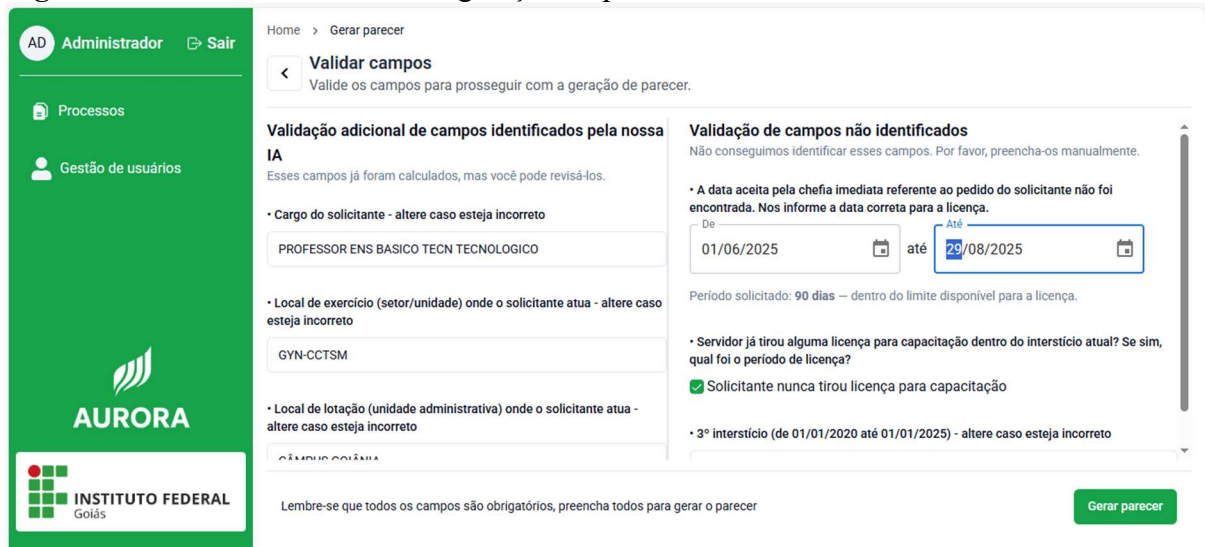 AD Administrador Sair
Processos
Gestão de usuários
AURORA
INSTITUTO FEDERAL
Goiás
Home > Gerar parecer
Validar campos
Valide os campos para prosseguir com a geração de parecer.
Validação adicional de campos identificados pela nossa
IA
Esses campos já foram calculados, mas você pode revisá-los.
• Cargo do solicitante - altere caso esteja incorreto
PROFESSOR ENS BASICO TECN TECNOLOGICO
• Local de exercício (setor/unidade) onde o solicitante atua - altere caso
esteja incorreto
GYN-CCTSM
• Local de lotação (unidade administrativa) onde o solicitante atua -
altere caso esteja incorreto
CÂMPUS GOIÂNIA
Validação de campos não identificados
Não conseguimos identificar esses campos. Por favor, preencha-os manualmente.
• A data aceita pela chefia imediata referente ao pedido do solicitante não foi
encontrada. Nos informe a data correta para a licença.
De
01/06/2025
até
Até
29/08/2025
Período solicitado: 90 dias — dentro do limite disponível para a licença.
• Servidor já tirou alguma licença para capacitação dentro do interstício atual? Se sim,
qual foi o período de licença?
Solicitante nunca tirou licença para capacitação
• 3º interstício (de 01/01/2020 até 01/01/2025) - altere caso esteja incorreto
Lembre-se que todos os campos são obrigatórios, preencha todos para gerar o parecer
Gerar parecer